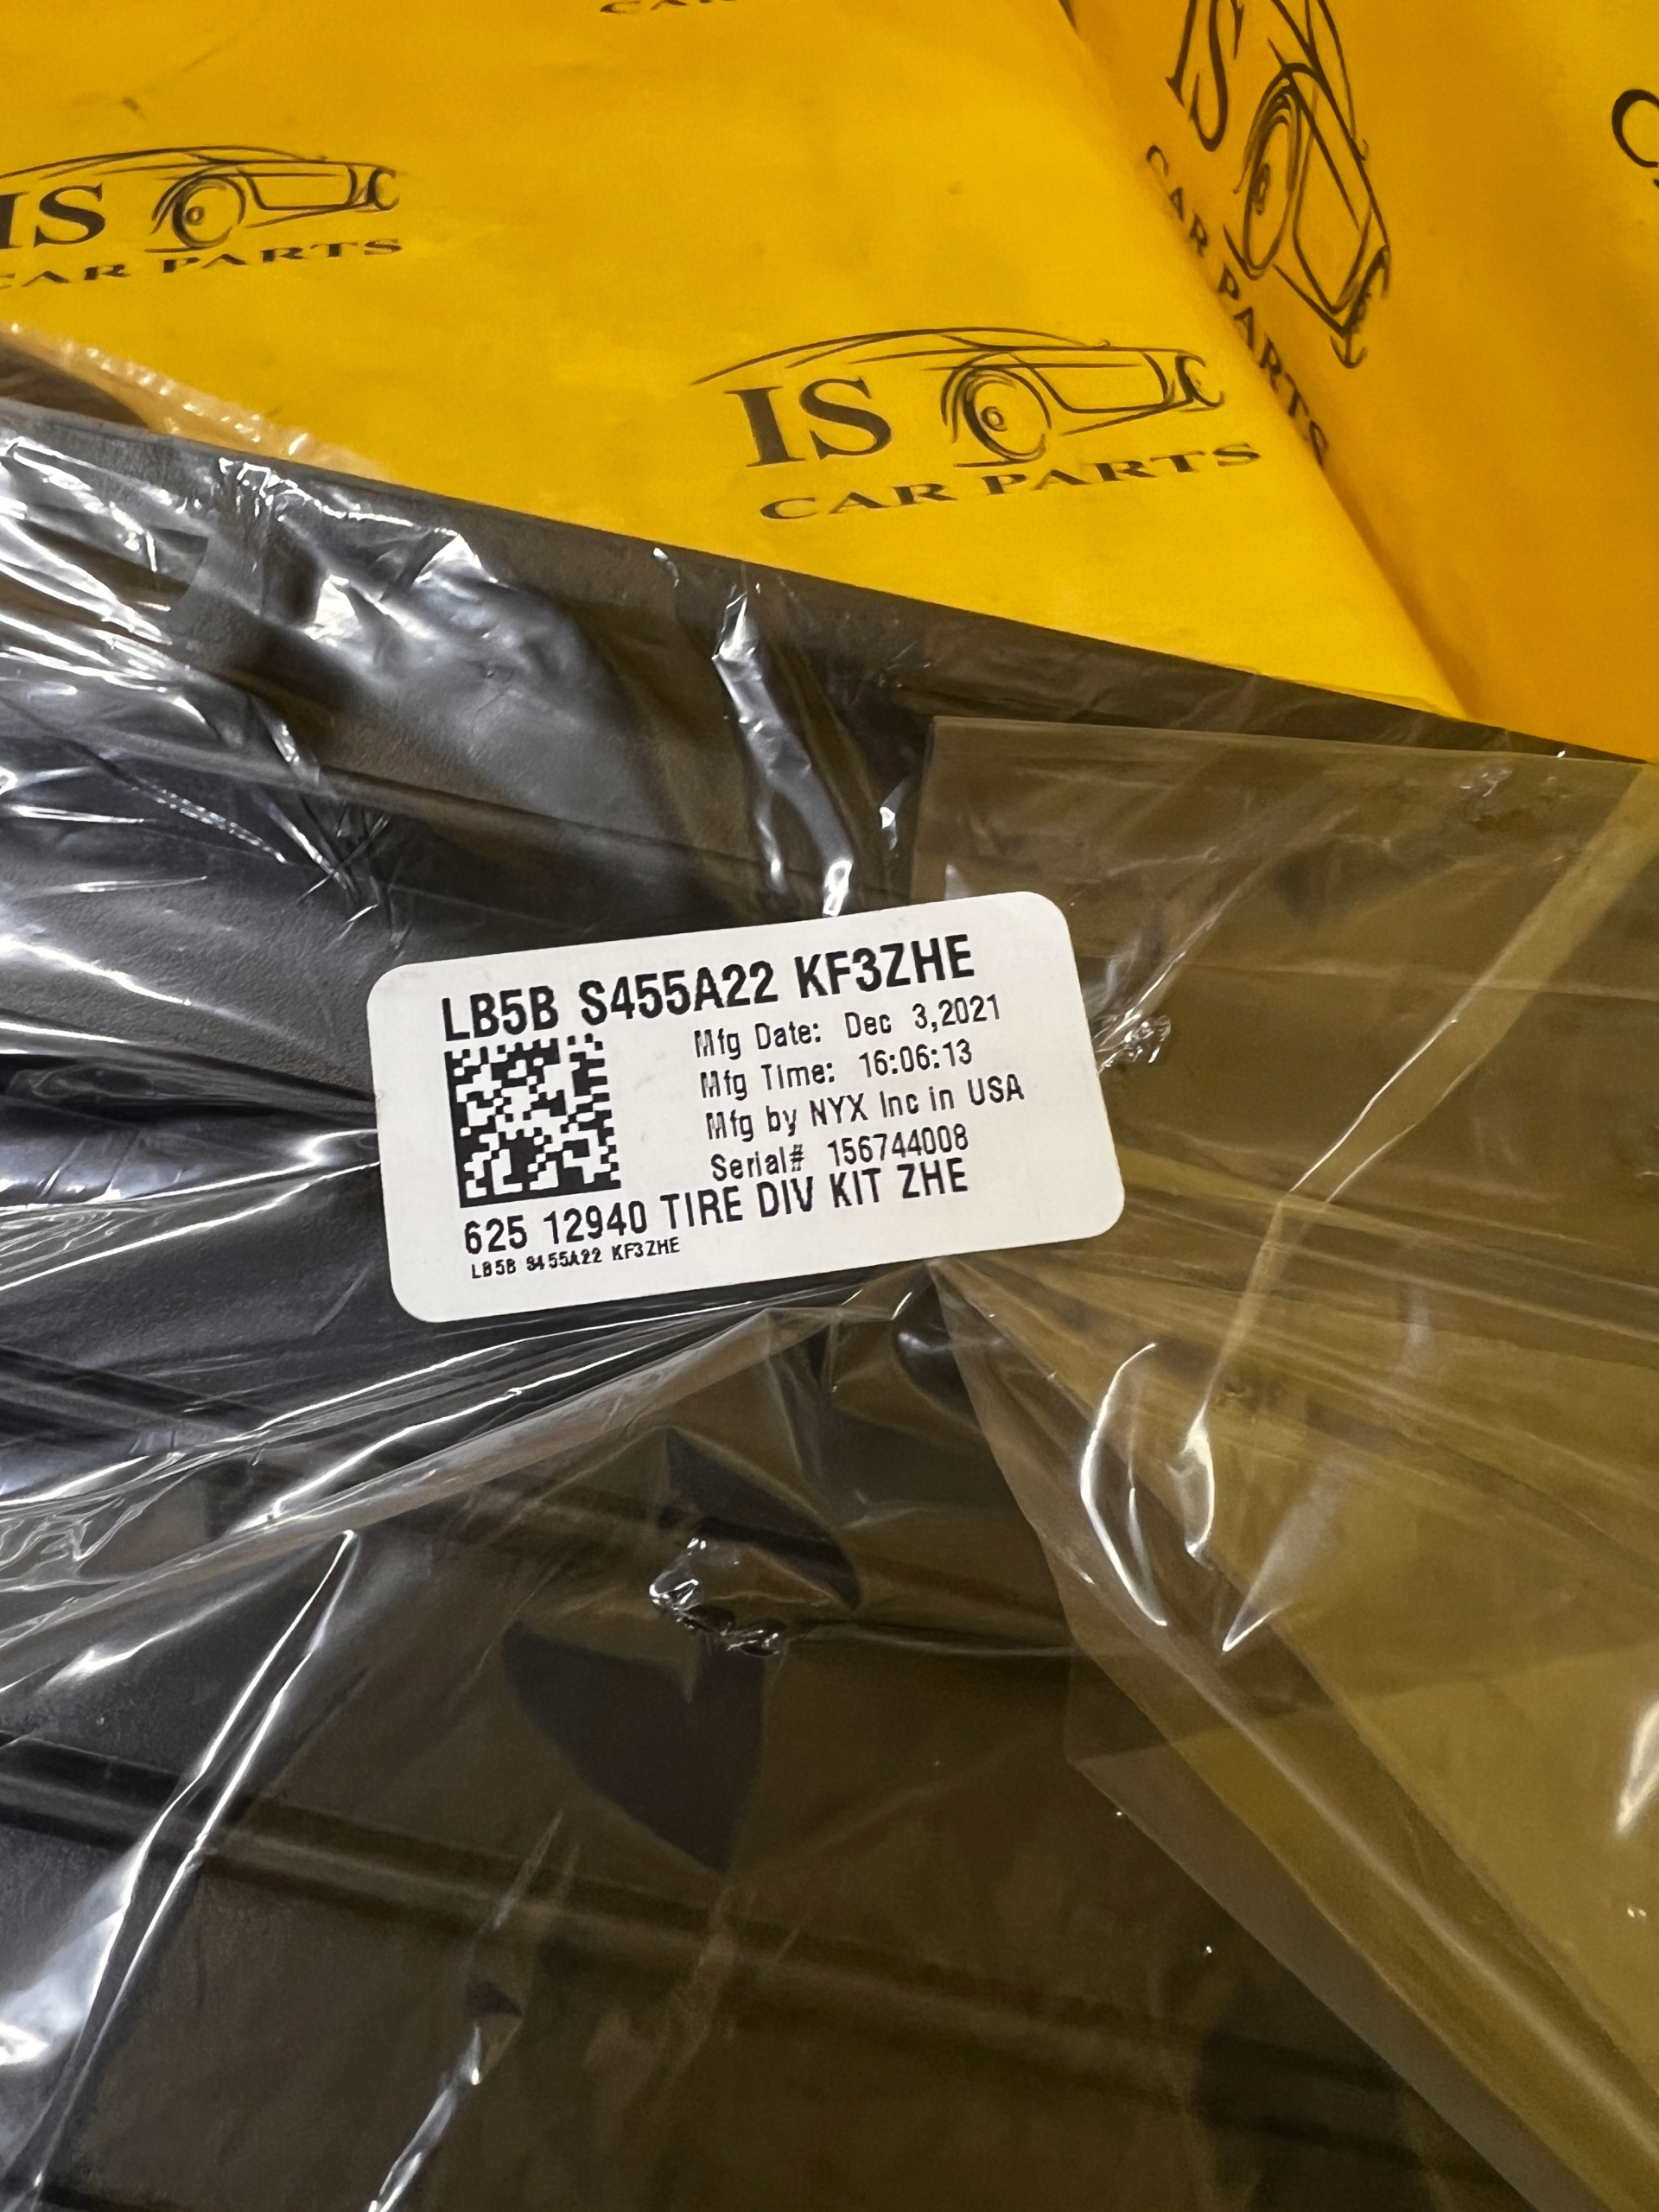 CAR PARTS
IS
CAR PARTS
IS
CAR PARTS
IS
CAR PARTS
LB5B S455A22 KF3ZHE
Mfg Date: Dec 3,2021
Mfg Time: 16:06:13
Mfg by NYX Inc in USA
Serial# 156744008
625 12940 TIRE DIV KIT ZHE
LB5B S455A22 KF3ZHE